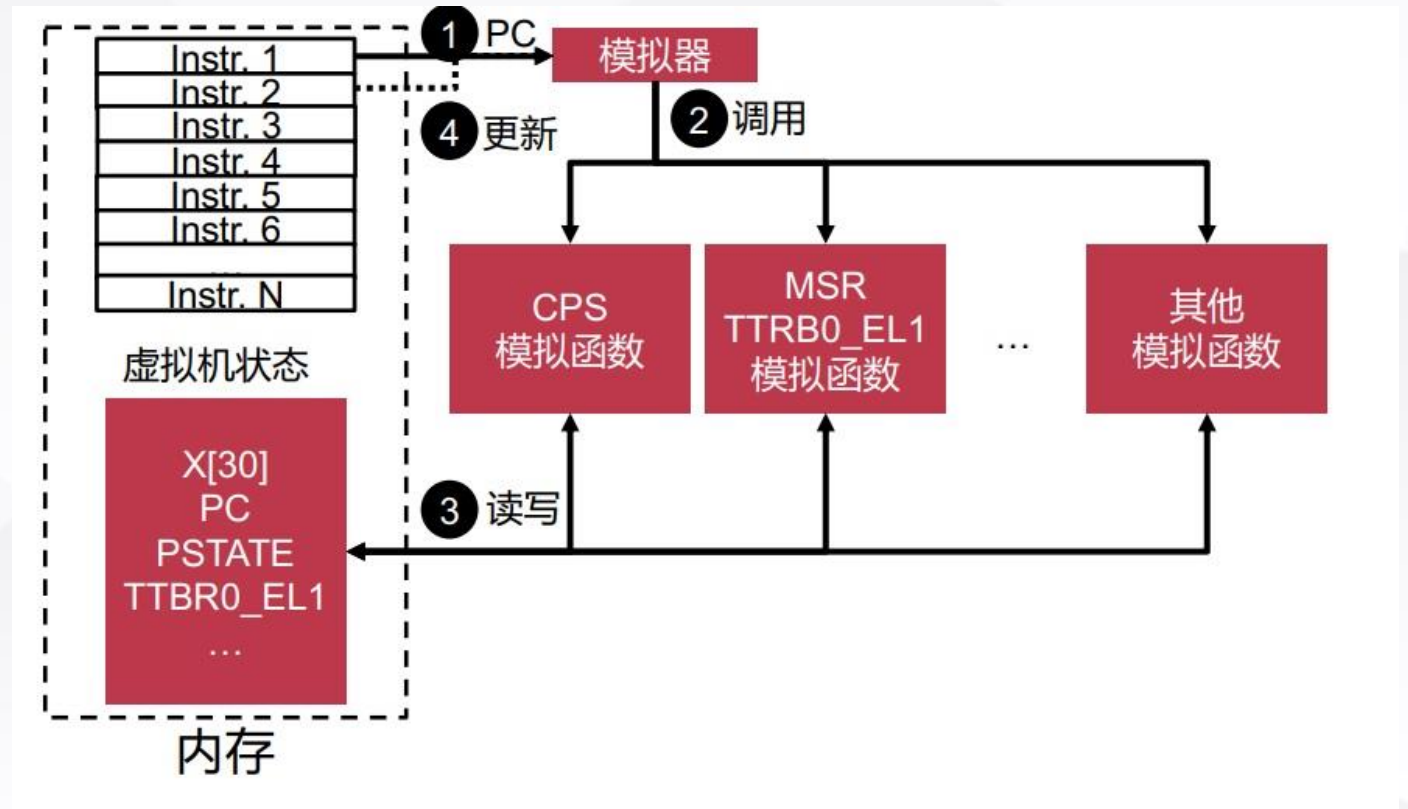 Instr. 1
Instr. 2
Instr. 3
Instr. 4
Instr. 5
Instr. 6
...
Instr. N
虚拟机状态
X[30]
PC
PSTATE
TTBR0_EL1
...
内存
1 PC
模拟器
2 调用
4 更新
CPS
模拟函数
MSR
TTRB0_EL1
模拟函数
...
其他
模拟函数
3 读写